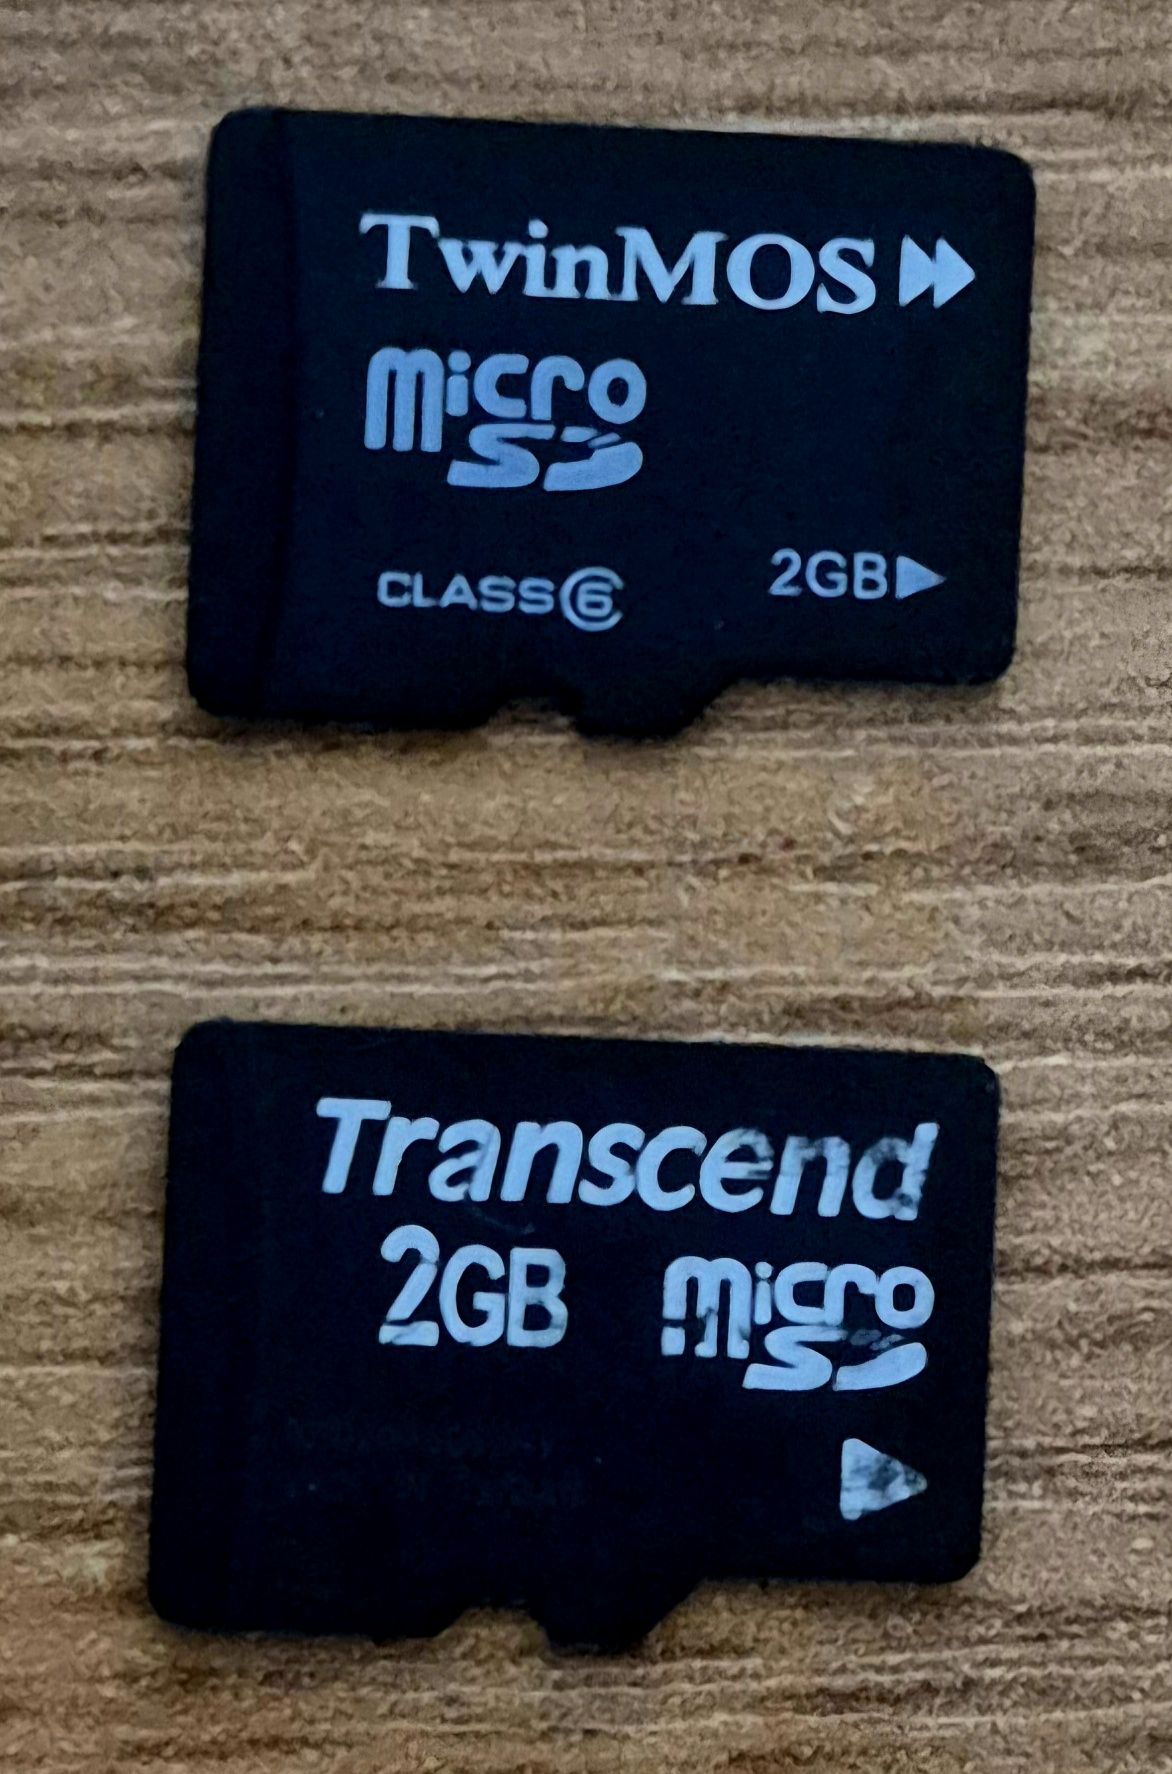 TwinMOS
micro
SD
CLASS 6 2GB
Transcend
2GB micro
SD